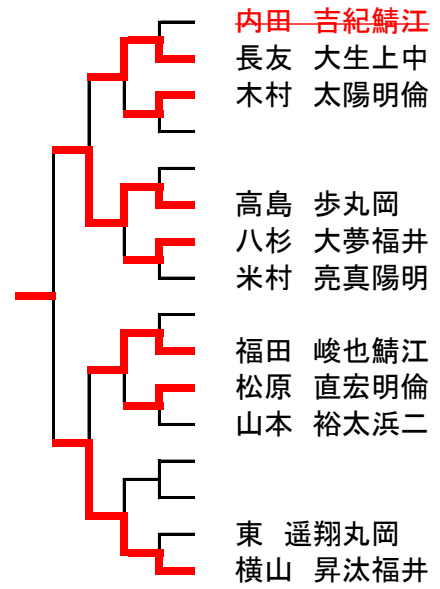 内田　吉紀鯖江
長友　大生上中
木村　太陽明倫
高島　歩丸岡
八杉　大夢福井
米村　亮真陽明
福田　峻也鯖江
松原　直宏明倫
山本　裕太浜二
東　遥翔丸岡
横山　昇汰福井